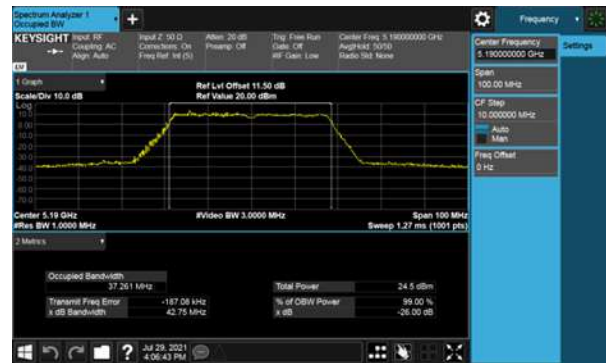 Spectrum Analyzer 1
Occupied BW
Frequency
KEYSIGHT
Input: RF
Coupling: AC
Align: Auto
Input Z: 50 Ω
Corrections: On
Freq Ref: Int (S)
Atten: 20 dB
Preamp: Off
Trig: Free Run
Gate: Off
#IF Gain: Low
Center Freq: 5.190000000 GHz
Avg|Hold: 50/50
Radio Std: None
Center Frequency
5.190000000 GHz
Settings
Span
100.00 MHz
CF Step
10.000000 MHz
Auto
Man
Freq Offset
0 Hz
1 Graph
Scale/Div 10.0 dB
Ref Lvl Offset 11.50 dB
Ref Value 20.00 dBm
Log
10.0
0.00
-10.0
-20.0
-30.0
-40.0
-50.0
-60.0
-70.0
Center 5.19 GHz
#Video BW 3.0000 MHz
Span 100 MHz
#Res BW 1.0000 MHz
Sweep 1.27 ms (1001 pts)
2 Metrics
Occupied Bandwidth
37.261 MHz
Total Power 24.5 dBm
Transmit Freq Error -187.08 kHz
% of OBW Power 99.00 %
x dB Bandwidth 42.75 MHz
x dB -26.00 dB
Jul 29, 2021
4:06:43 PM